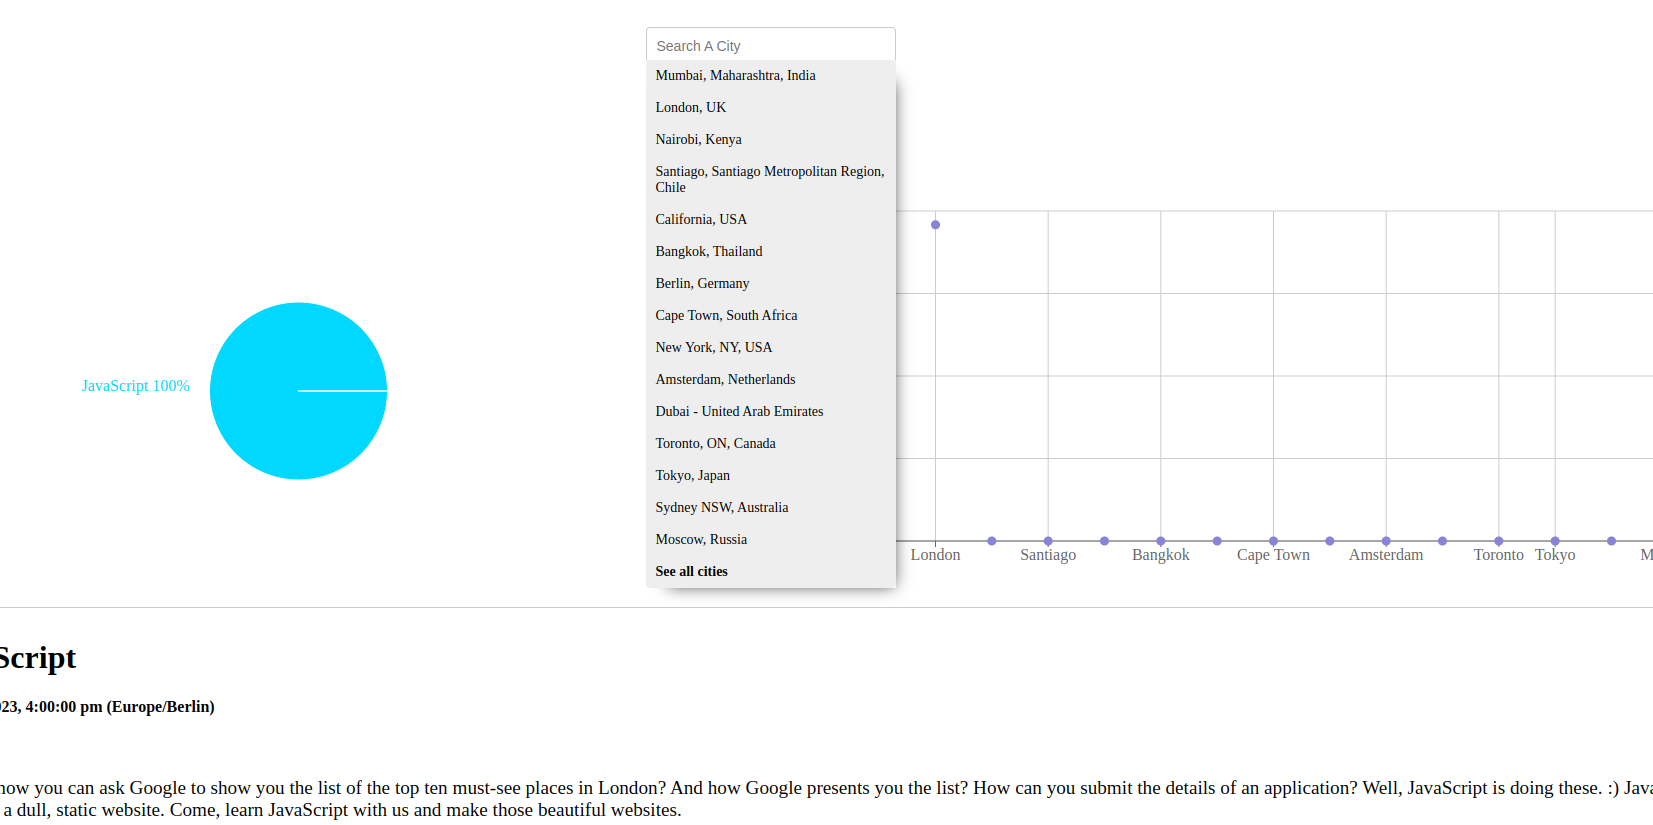 Search A City
Mumbai, Maharashtra, India
London, UK
Nairobi, Kenya
Santiago, Santiago Metropolitan Region,
Chile
California, USA
Bangkok, Thailand
Berlin, Germany
Cape Town, South Africa
New York, NY, USA
Amsterdam, Netherlands
Dubai - United Arab Emirates
Toronto, ON, Canada
Tokyo, Japan
Sydney NSW, Australia
Moscow, Russia
See all cities
JavaScript 100%
London Santiago Bangkok Cape Town Amsterdam Toronto Tokyo M
Script
23, 4:00:00 pm (Europe/Berlin)
now you can ask Google to show you the list of the top ten must-see places in London? And how Google presents you the list? How can you submit the details of an application? Well, JavaScript is doing these. :) Java
a dull, static website. Come, learn JavaScript with us and make those beautiful websites.